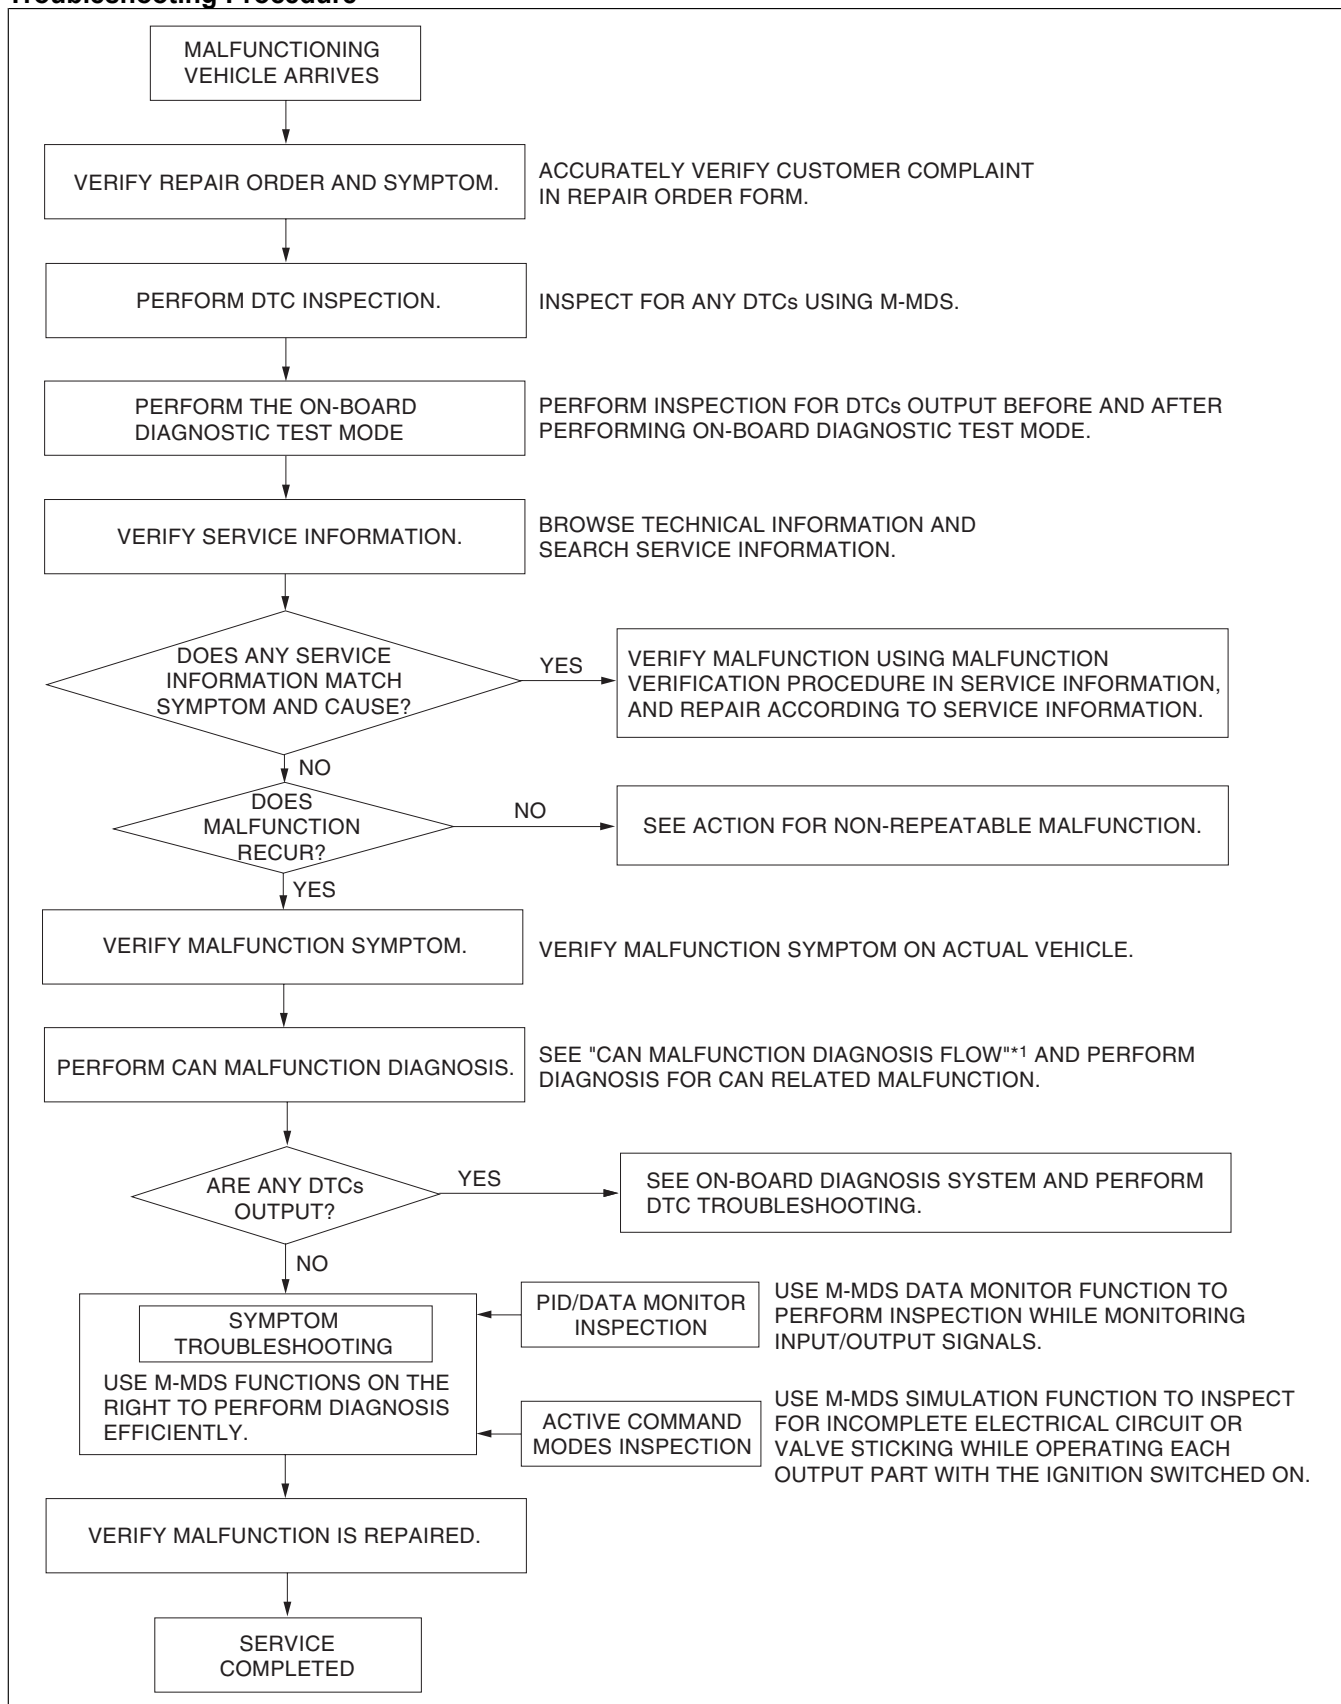 Troubleshooting Procedure
MALFUNCTIONING
VEHICLE ARRIVES
VERIFY REPAIR ORDER AND SYMPTOM.
ACCURATELY VERIFY CUSTOMER COMPLAINT
IN REPAIR ORDER FORM.
PERFORM DTC INSPECTION.
INSPECT FOR ANY DTCs USING M-MDS.
PERFORM THE ON-BOARD
DIAGNOSTIC TEST MODE
PERFORM INSPECTION FOR DTCs OUTPUT BEFORE AND AFTER
PERFORMING ON-BOARD DIAGNOSTIC TEST MODE.
VERIFY SERVICE INFORMATION.
BROWSE TECHNICAL INFORMATION AND
SEARCH SERVICE INFORMATION.
DOES ANY SERVICE
INFORMATION MATCH
SYMPTOM AND CAUSE?
YES
VERIFY MALFUNCTION USING MALFUNCTION
VERIFICATION PROCEDURE IN SERVICE INFORMATION,
AND REPAIR ACCORDING TO SERVICE INFORMATION.
NO
DOES
MALFUNCTION
RECUR?
NO
SEE ACTION FOR NON-REPEATABLE MALFUNCTION.
YES
VERIFY MALFUNCTION SYMPTOM.
VERIFY MALFUNCTION SYMPTOM ON ACTUAL VEHICLE.
PERFORM CAN MALFUNCTION DIAGNOSIS.
SEE "CAN MALFUNCTION DIAGNOSIS FLOW"*1 AND PERFORM
DIAGNOSIS FOR CAN RELATED MALFUNCTION.
ARE ANY DTCs
OUTPUT?
YES
SEE ON-BOARD DIAGNOSIS SYSTEM AND PERFORM
DTC TROUBLESHOOTING.
NO
SYMPTOM
TROUBLESHOOTING
USE M-MDS FUNCTIONS ON THE
RIGHT TO PERFORM DIAGNOSIS
EFFICIENTLY.
PID/DATA MONITOR
INSPECTION
USE M-MDS DATA MONITOR FUNCTION TO
PERFORM INSPECTION WHILE MONITORING
INPUT/OUTPUT SIGNALS.
ACTIVE COMMAND
MODES INSPECTION
USE M-MDS SIMULATION FUNCTION TO INSPECT
FOR INCOMPLETE ELECTRICAL CIRCUIT OR
VALVE STICKING WHILE OPERATING EACH
OUTPUT PART WITH THE IGNITION SWITCHED ON.
VERIFY MALFUNCTION IS REPAIRED.
SERVICE
COMPLETED